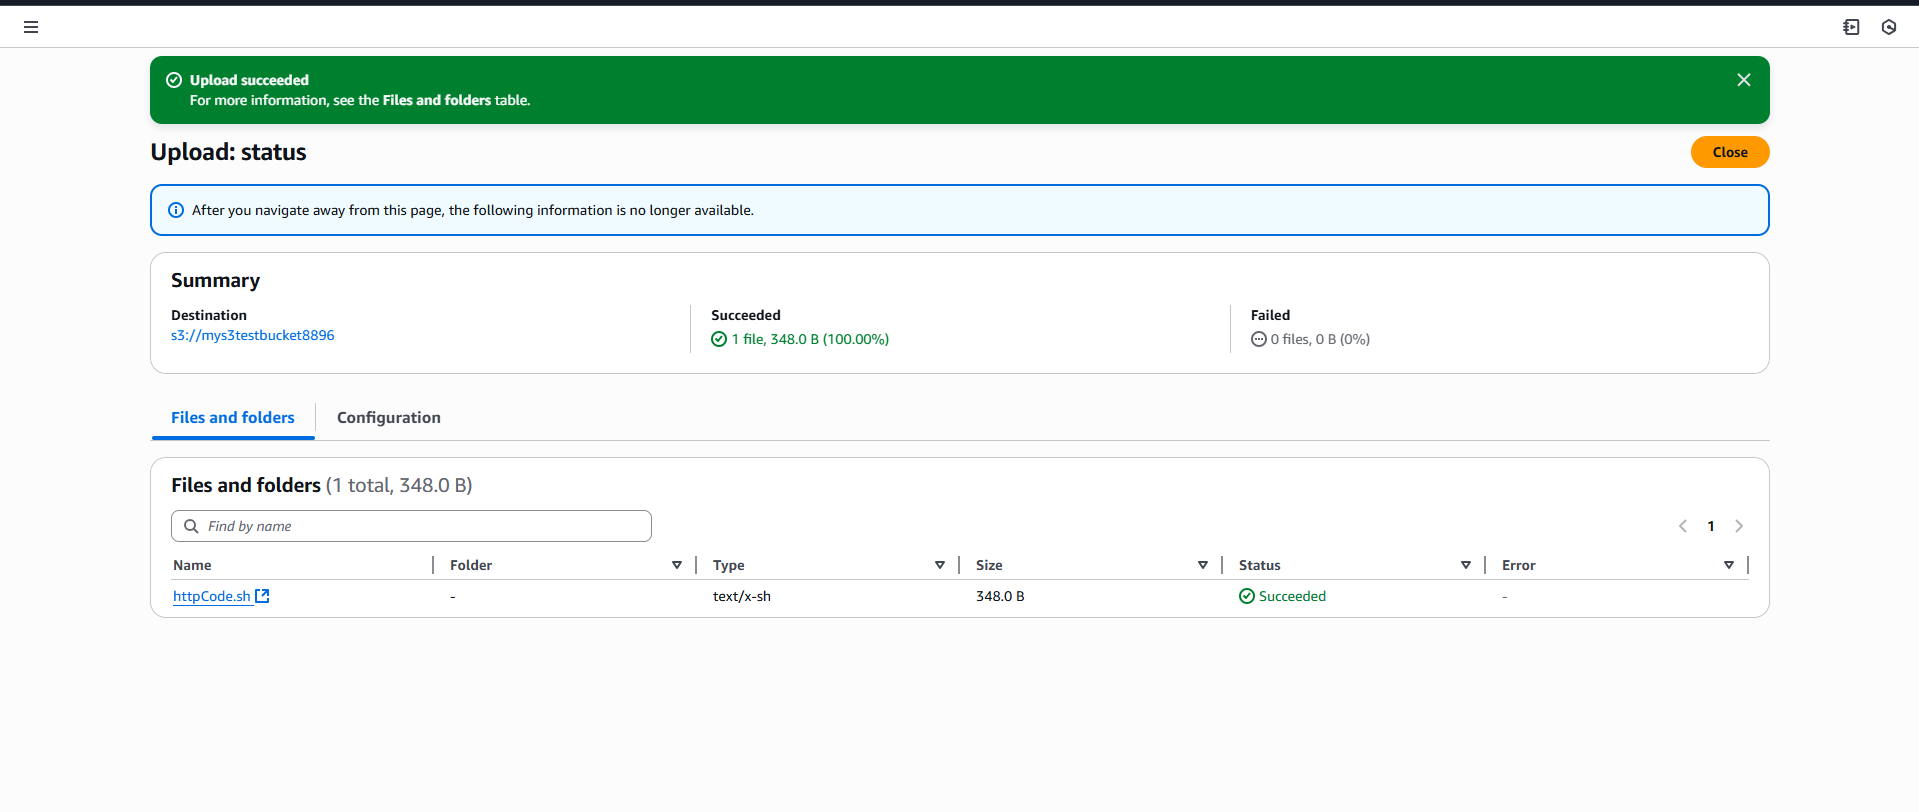 Upload succeeded
For more information, see the Files and folders table.
Upload: status
Close
After you navigate away from this page, the following information is no longer available.
Summary
Destination
s3://mys3testbucket8896
Succeeded
1 file, 348.0 B (100.00%)
Failed
0 files, 0 B (0%)
Files and folders
Configuration
Files and folders (1 total, 348.0 B)
Find by name
1
Name Folder Type Size Status Error
httpCode.sh - text/x-sh 348.0 B Succeeded -